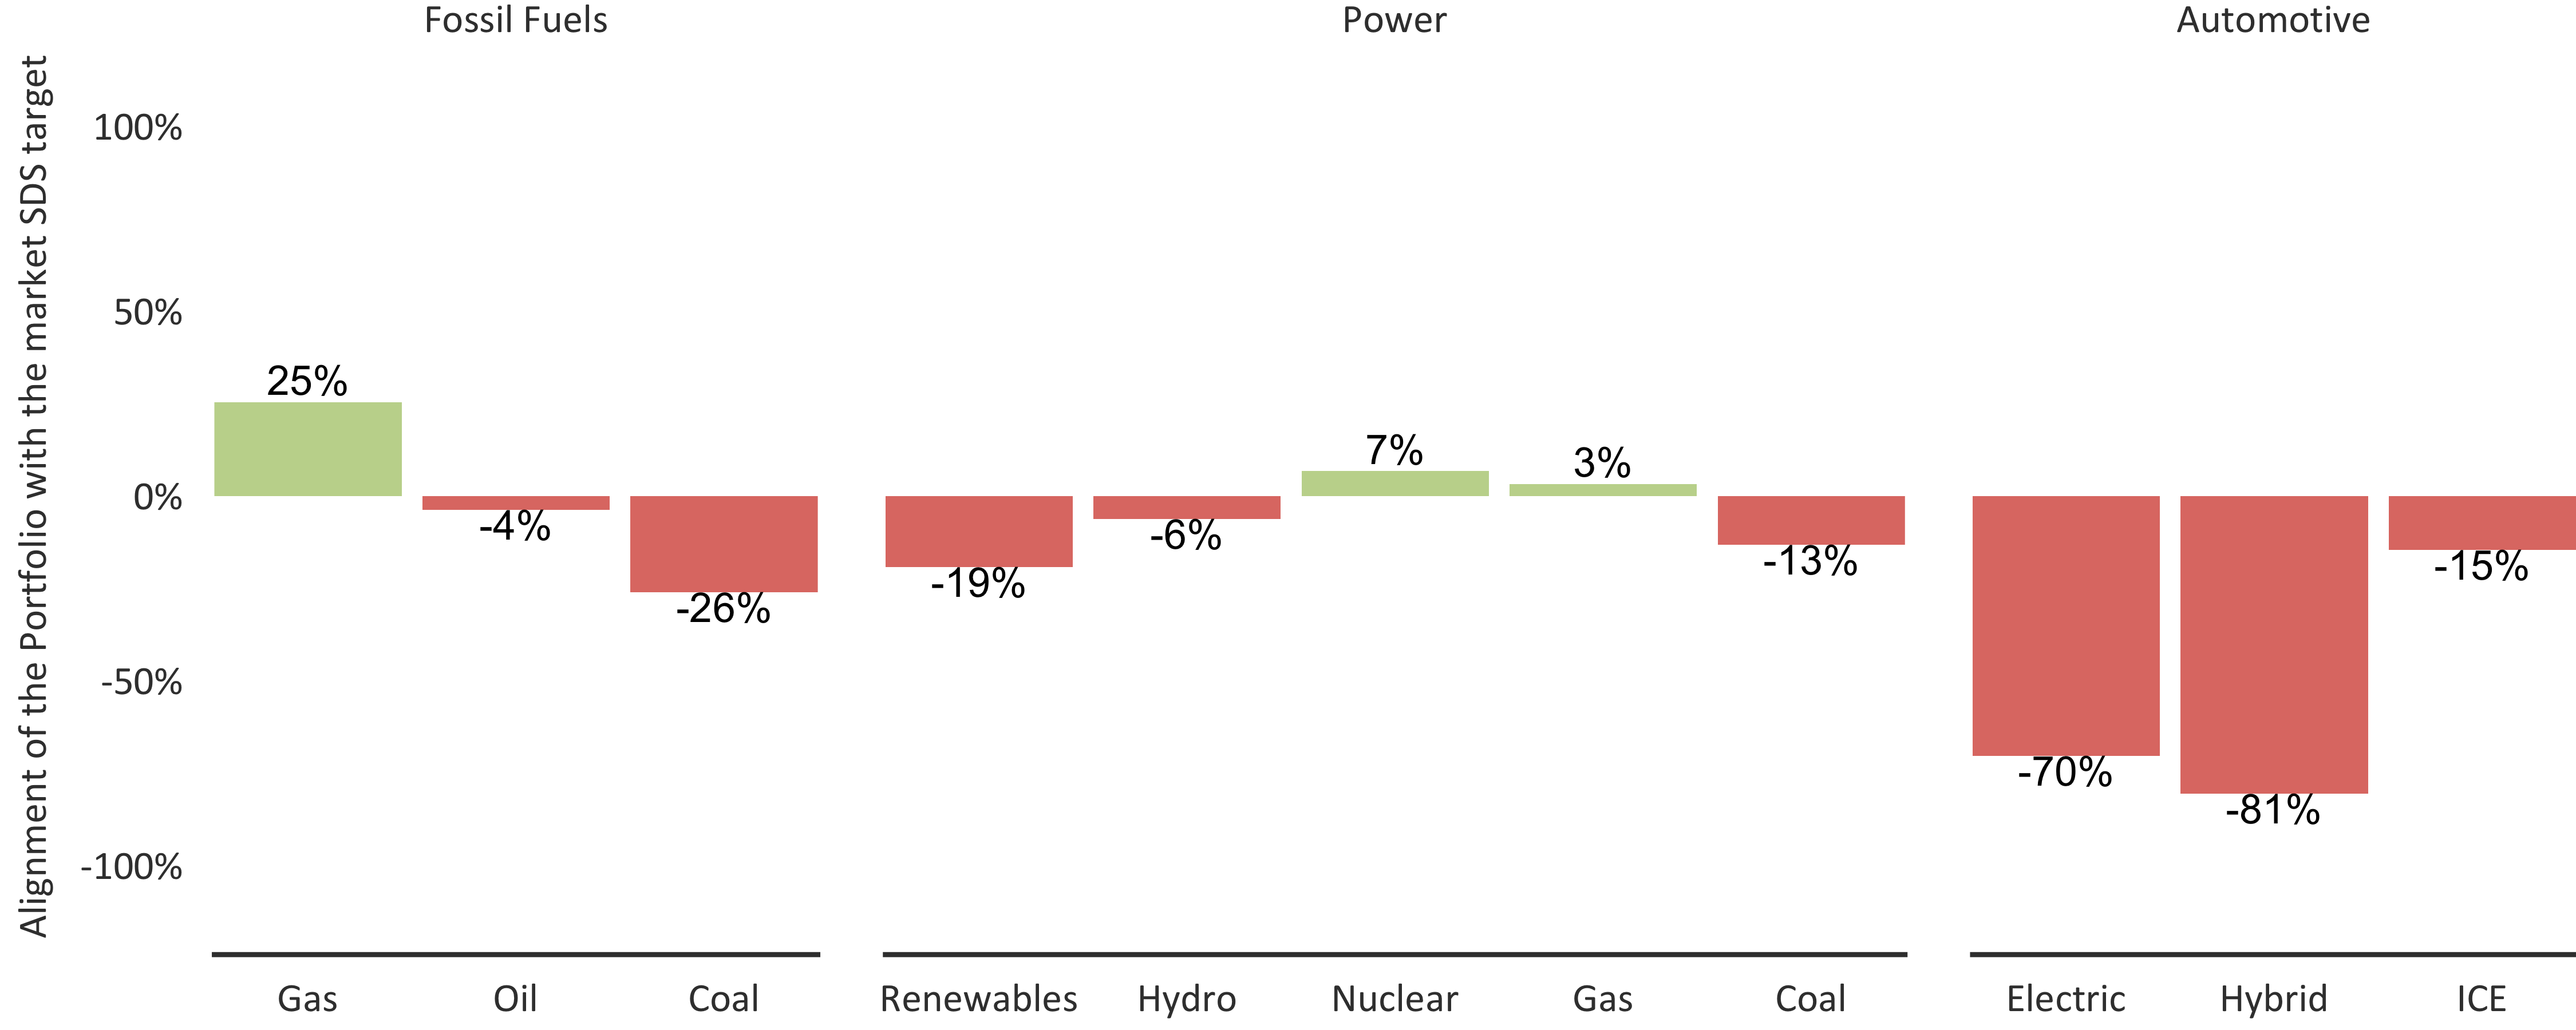 Fossil Fuels
Power
Automotive
Alignment of the Portfolio with the market SDS target
100%
50%
0%
-50%
-100%
25%
-4%
-26%
-19%
-6%
7%
3%
-13%
-70%
-81%
-15%
Gas
Oil
Coal
Renewables
Hydro
Nuclear
Gas
Coal
Electric
Hybrid
ICE